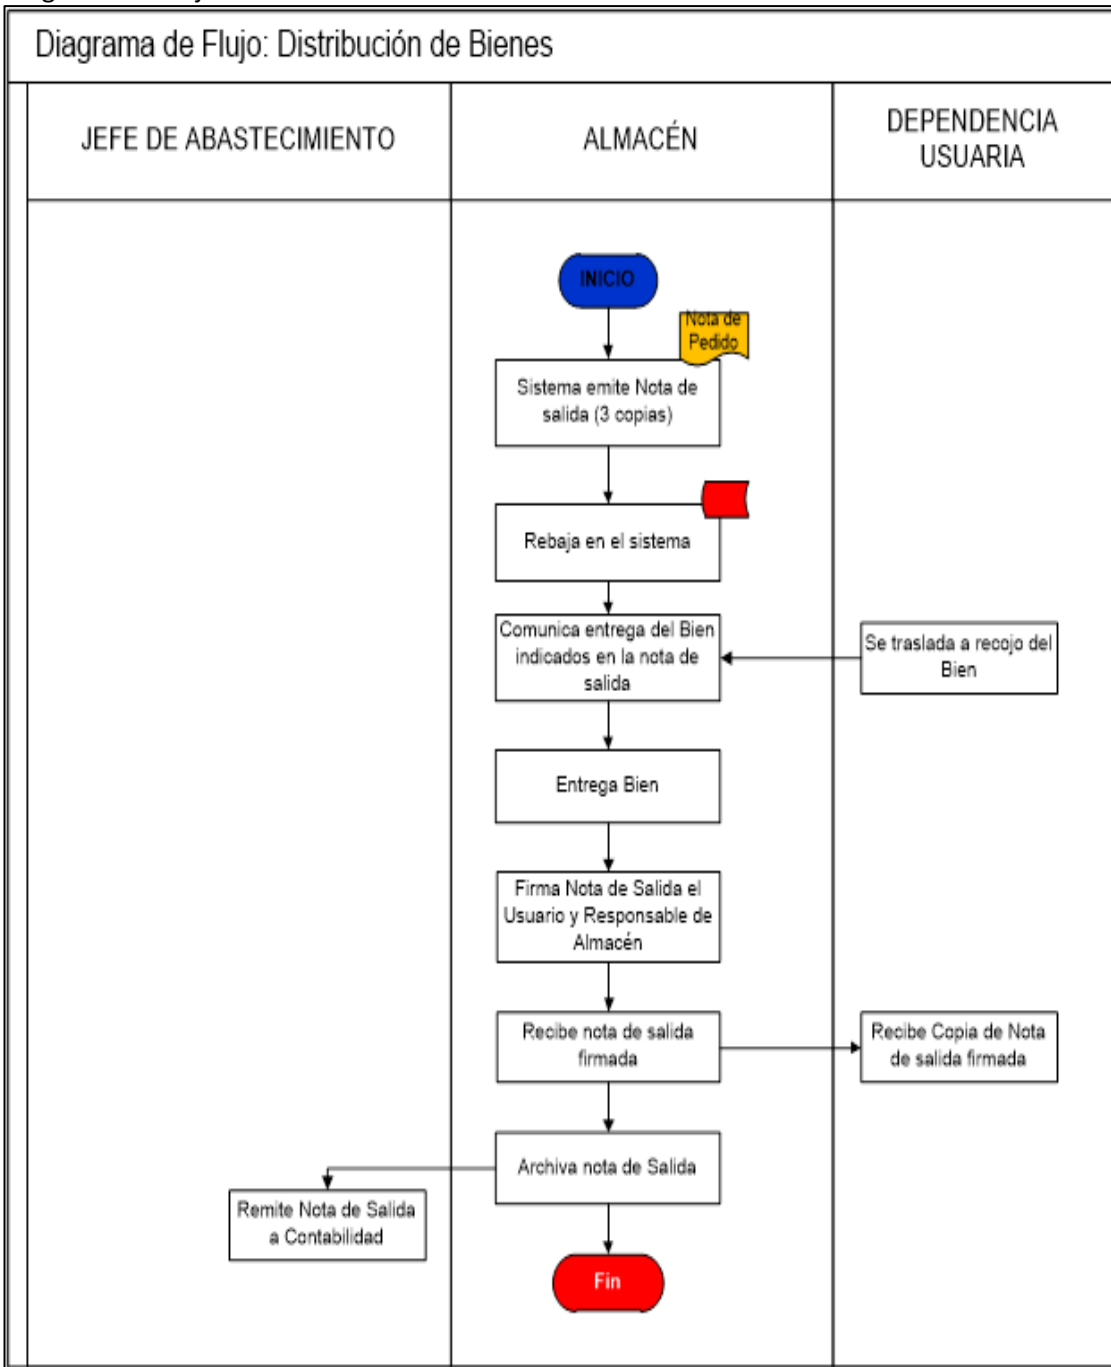 Diagrama de Flujo: Distribución de Bienes
JEFE DE ABASTECIMIENTO
ALMACÉN
DEPENDENCIA
USUARIA
INICIO
Nota de
Pedido
Sistema emite Nota de
salida (3 copias)
Rebaja en el sistema
Comunica entrega del Bien
indicados en la nota de
salida
Se traslada a recojo del
Bien
Entrega Bien
Firma Nota de Salida el
Usuario y Responsable de
Almacén
Recibe nota de salida
firmada
Recibe Copia de Nota
de salida firmada
Archiva nota de Salida
Remite Nota de Salida
a Contabilidad
Fin